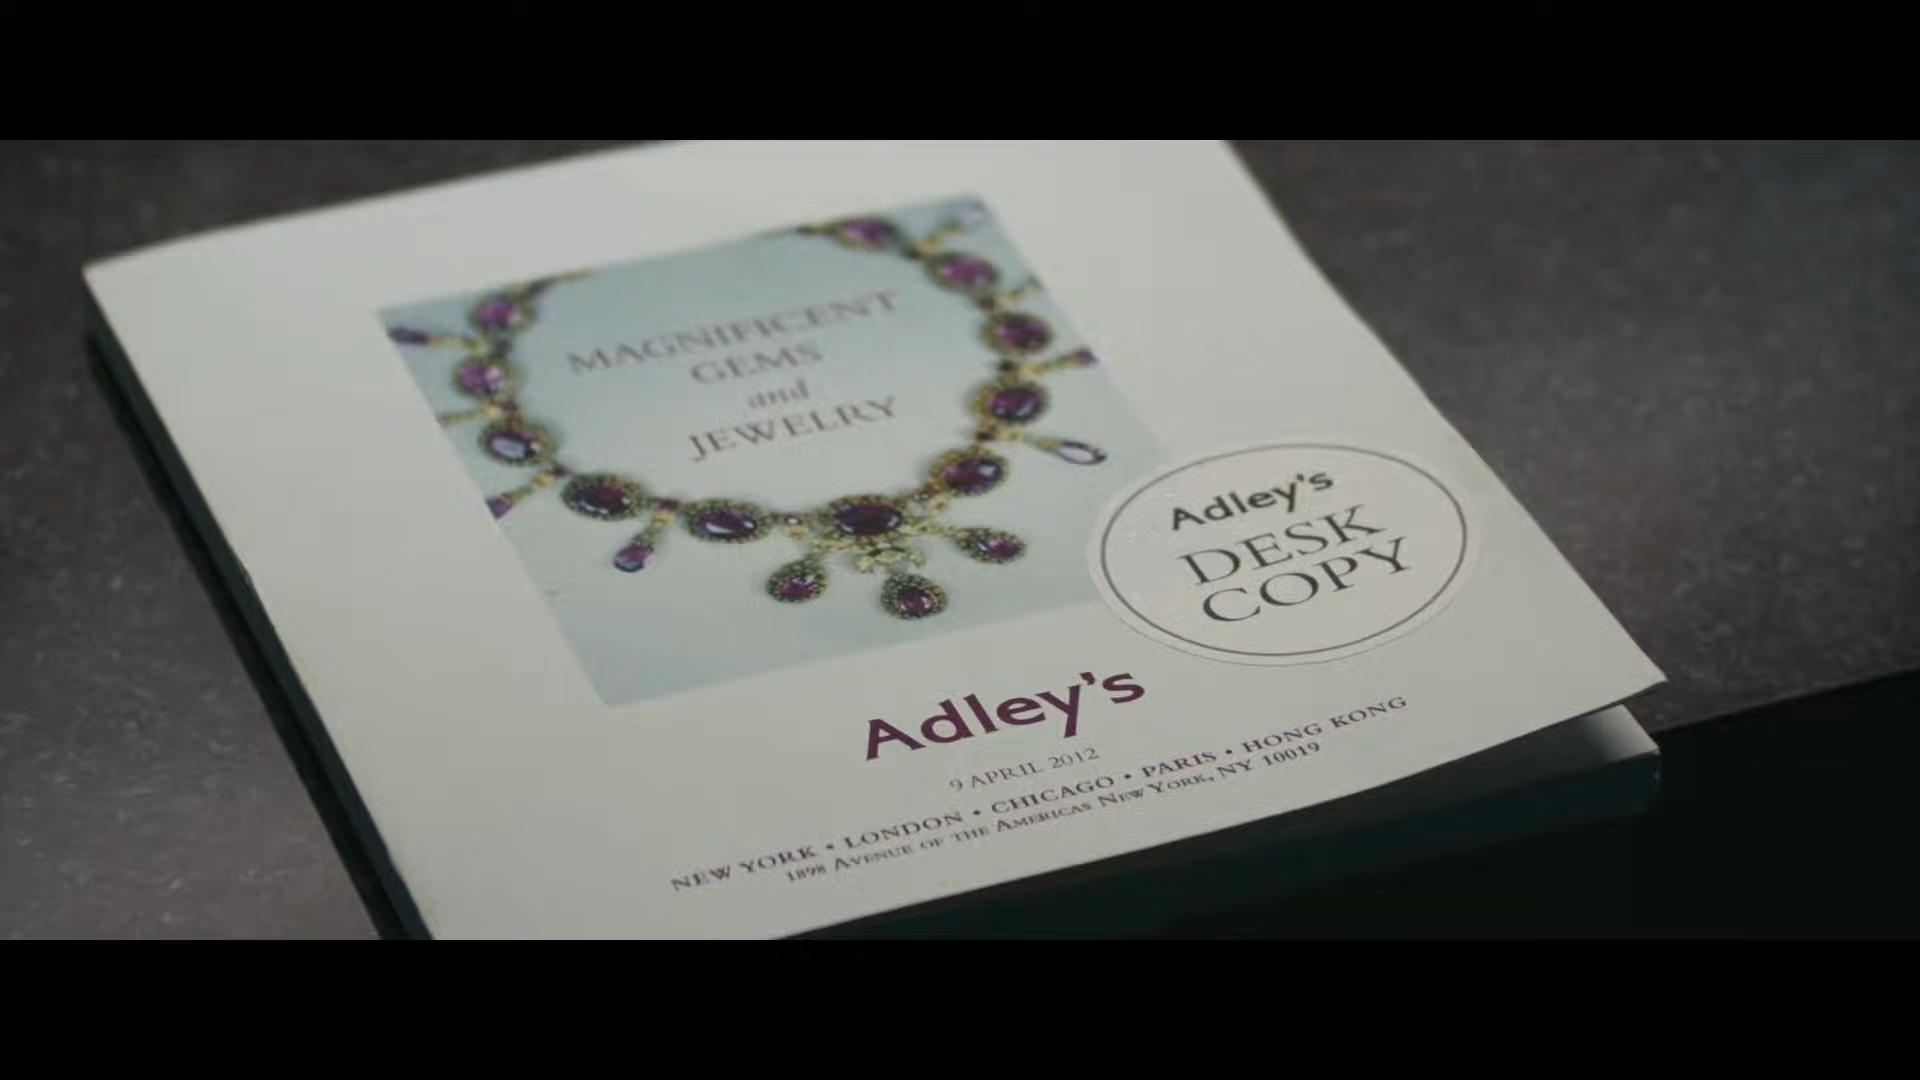 MAGNIFICENT
GEMS
and
JEWELRY
Adley's
DESK
COPY
Adley's
9 APRIL 2012
NEW YORK • LONDON • CHICAGO • PARIS • HONG KONG
1898 AVENUE OF THE AMERICAS NEW YORK, NY 10019